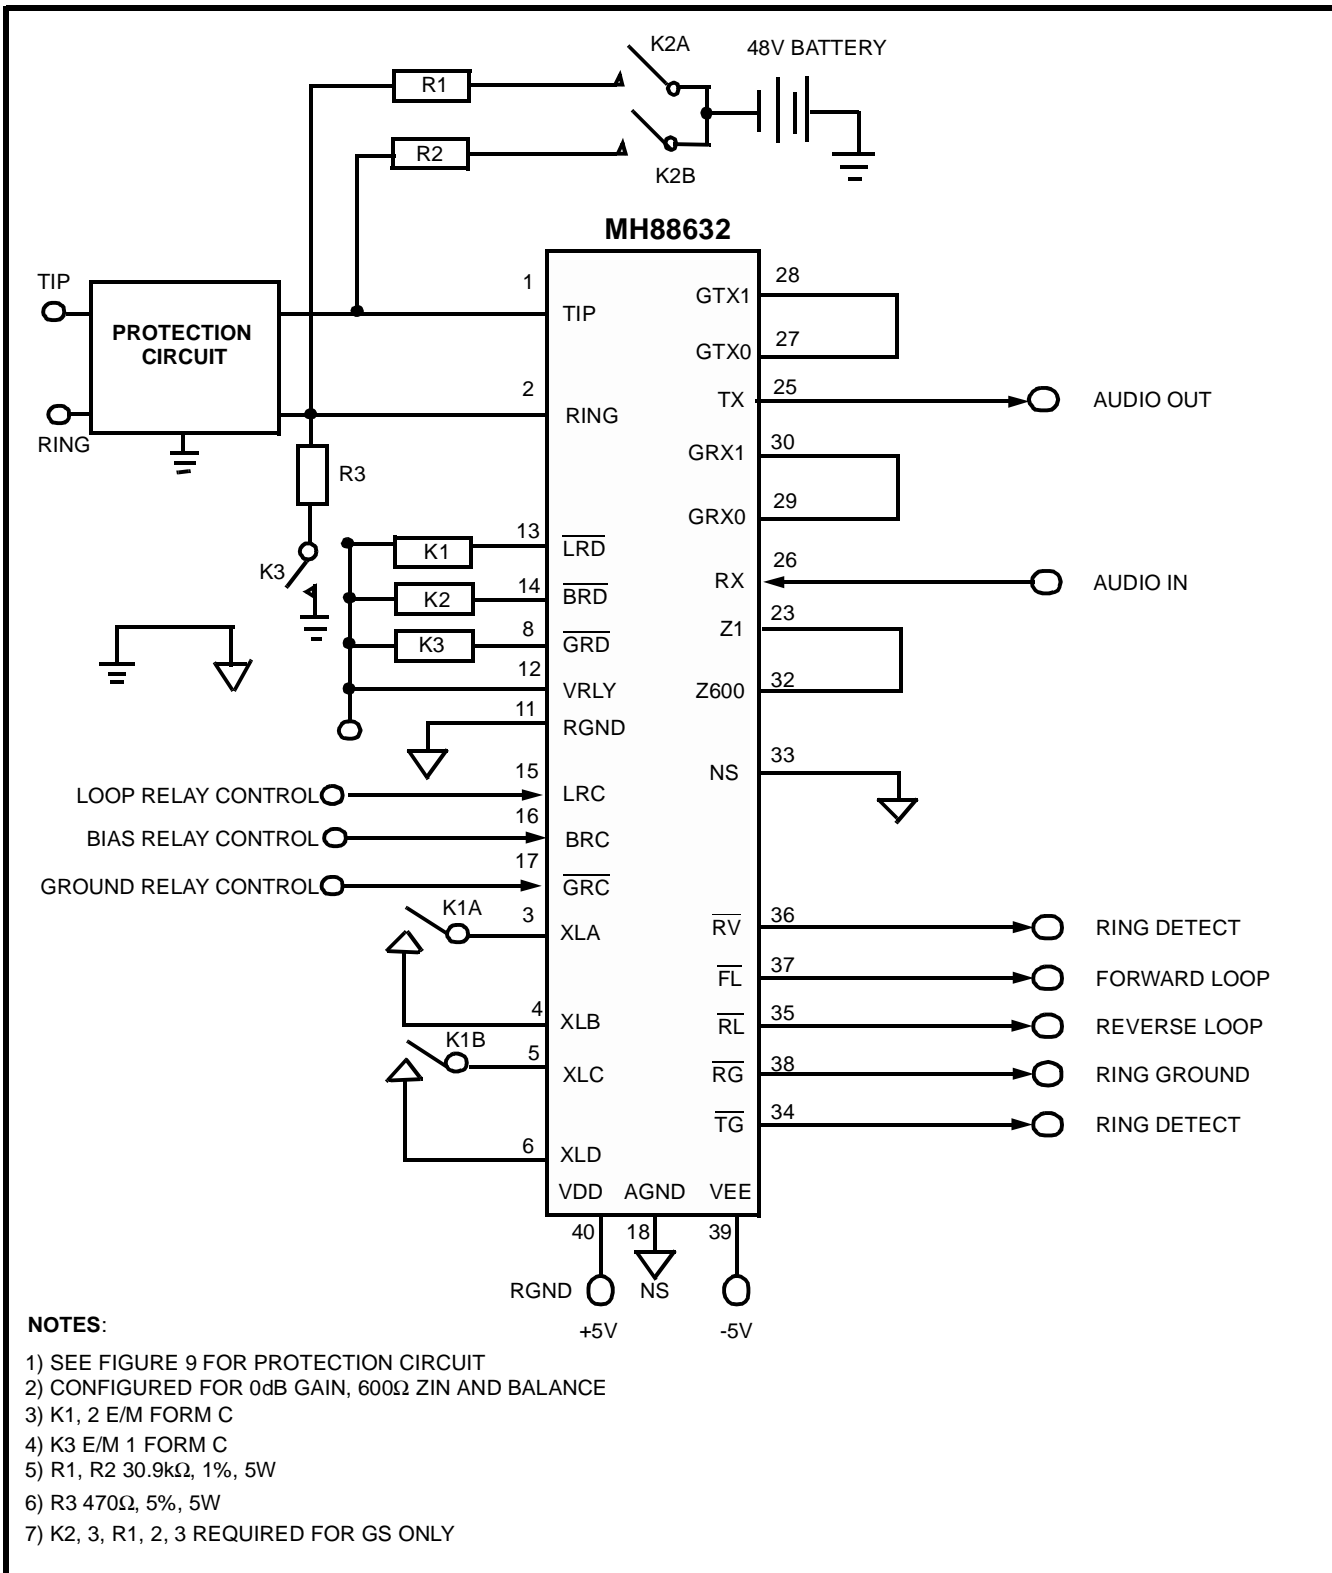 K2A
48V BATTERY
R1
R2
K2B
MH88632
TIP
PROTECTION
CIRCUIT
RING
1
TIP
2
RING
R3
K3
K1
13
LRD
K2
14
BRD
K3
8
GRD
12
VRLY
11
RGND
LOOP RELAY CONTROL
15
LRC
BIAS RELAY CONTROL
16
BRC
GROUND RELAY CONTROL
17
GRC
K1A
3
XLA
4
XLB
K1B
5
XLC
6
XLD
GTX1
28
GTX0
27
TX
25
AUDIO OUT
GRX1
30
GRX0
29
RX
26
AUDIO IN
Z1
23
Z600
32
NS
33
RV
36
RING DETECT
FL
37
FORWARD LOOP
RL
35
REVERSE LOOP
RG
38
RING GROUND
TG
34
RING DETECT
VDD AGND VEE
40 18 39
RGND NS
+5V -5V
NOTES:
1) SEE FIGURE 9 FOR PROTECTION CIRCUIT
2) CONFIGURED FOR 0dB GAIN, 600Ω ZIN AND BALANCE
3) K1, 2 E/M FORM C
4) K3 E/M 1 FORM C
5) R1, R2 30.9kΩ, 1%, 5W
6) R3 470Ω, 5%, 5W
7) K2, 3, R1, 2, 3 REQUIRED FOR GS ONLY